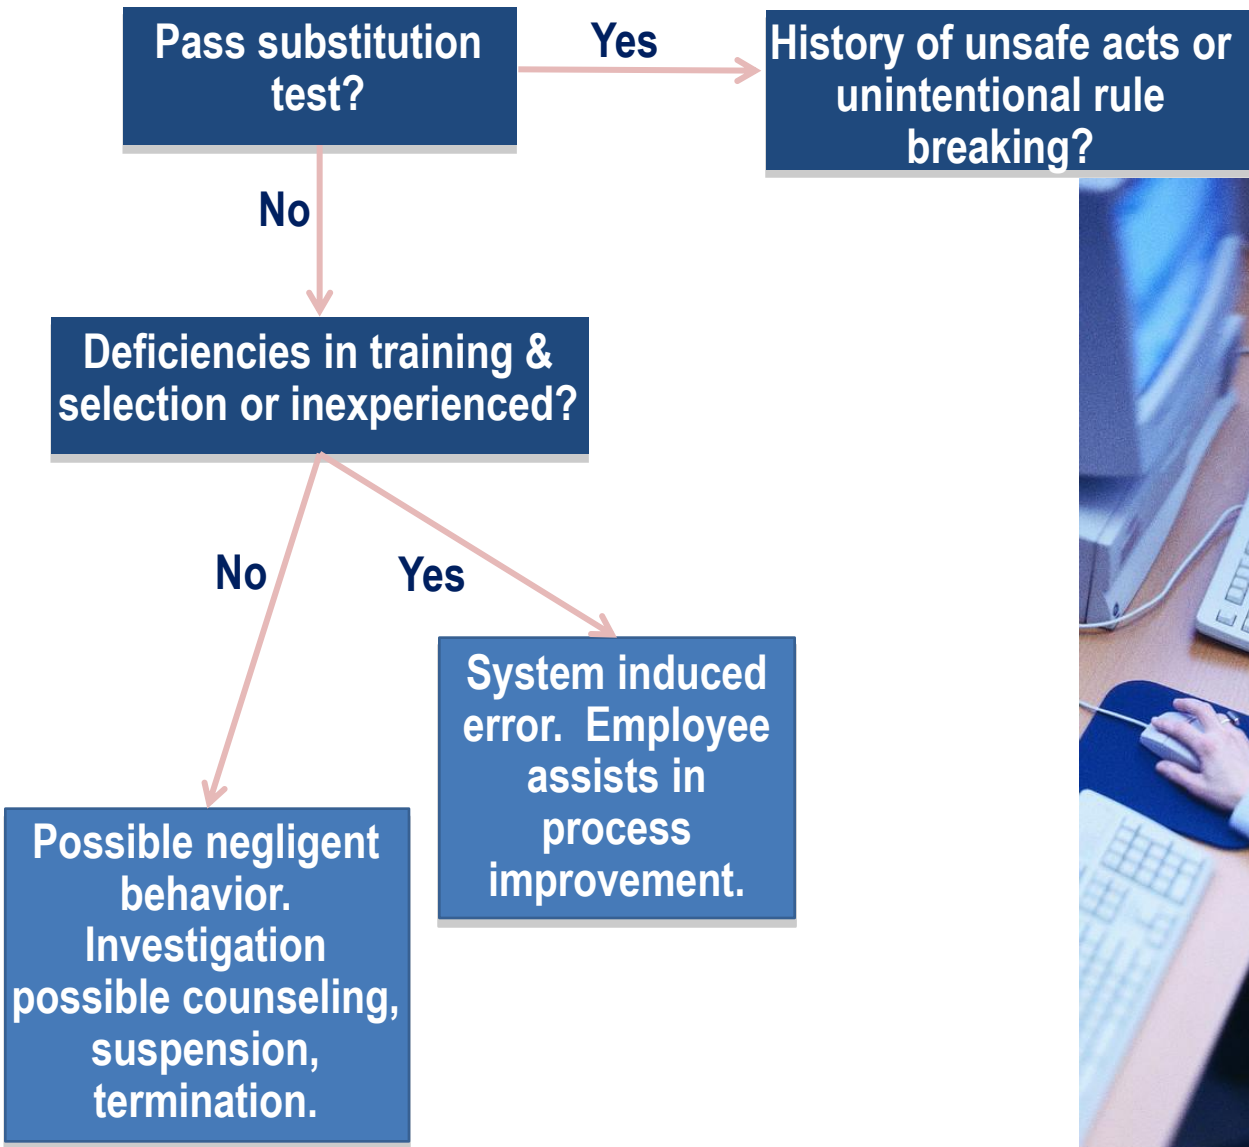 Pass substitution
test?
Yes
History of unsafe acts or
unintentional rule
breaking?
No
Deficiencies in training &
selection or inexperienced?
No
Yes
System induced
error.  Employee
assists in
process
improvement.
Possible negligent
behavior.
Investigation
possible counseling,
suspension,
termination.